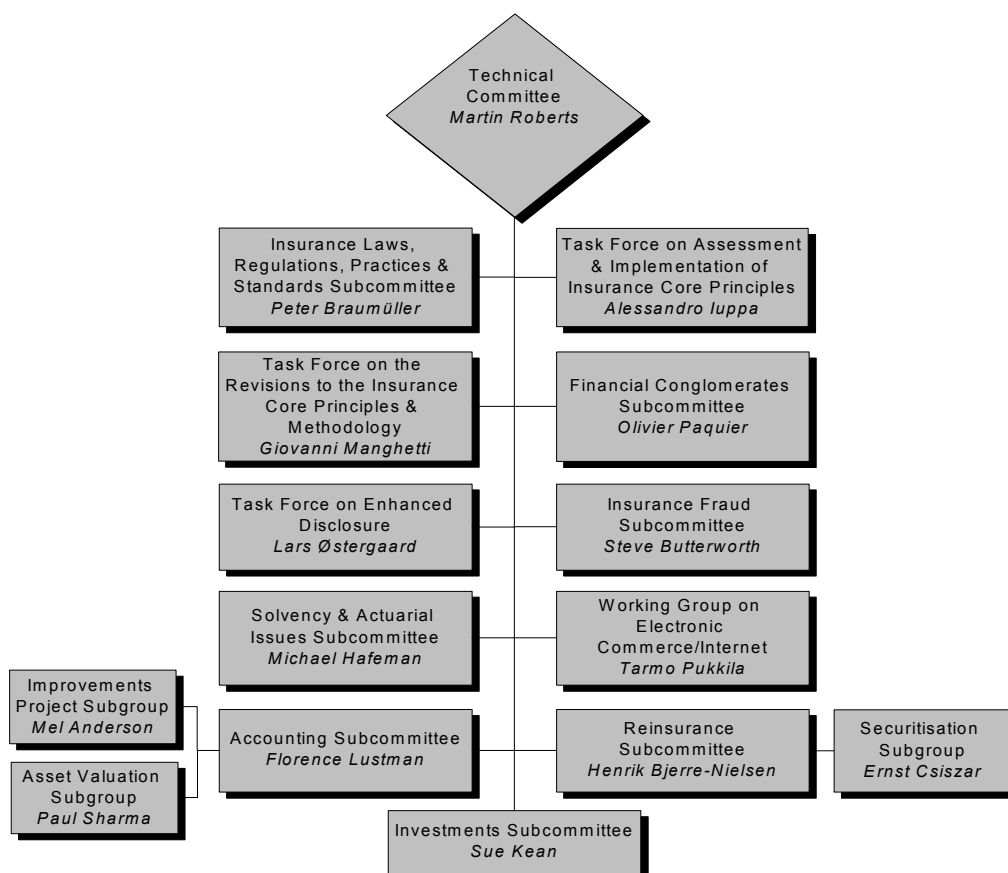 Technical
Committee
Martin Roberts
Insurance Laws,
Regulations, Practices &
Standards Subcommittee
Peter Braumüller
Task Force on Assessment
& Implementation of
Insurance Core Principles
Alessandro Iuppa
Task Force on the
Revisions to the Insurance
Core Principles &
Methodology
Giovanni Manghetti
Financial Conglomerates
Subcommittee
Olivier Paquier
Task Force on Enhanced
Disclosure
Lars Østergaard
Insurance Fraud
Subcommittee
Steve Butterworth
Solvency & Actuarial
Issues Subcommittee
Michael Hafeman
Working Group on
Electronic
Commerce/Internet
Tarmo Pukkila
Improvements
Project Subgroup
Mel Anderson
Asset Valuation
Subgroup
Paul Sharma
Accounting Subcommittee
Florence Lustman
Reinsurance
Subcommittee
Henrik Bjerre-Nielsen
Securitisation
Subgroup
Ernst Csiszar
Investments Subcommittee
Sue Kean